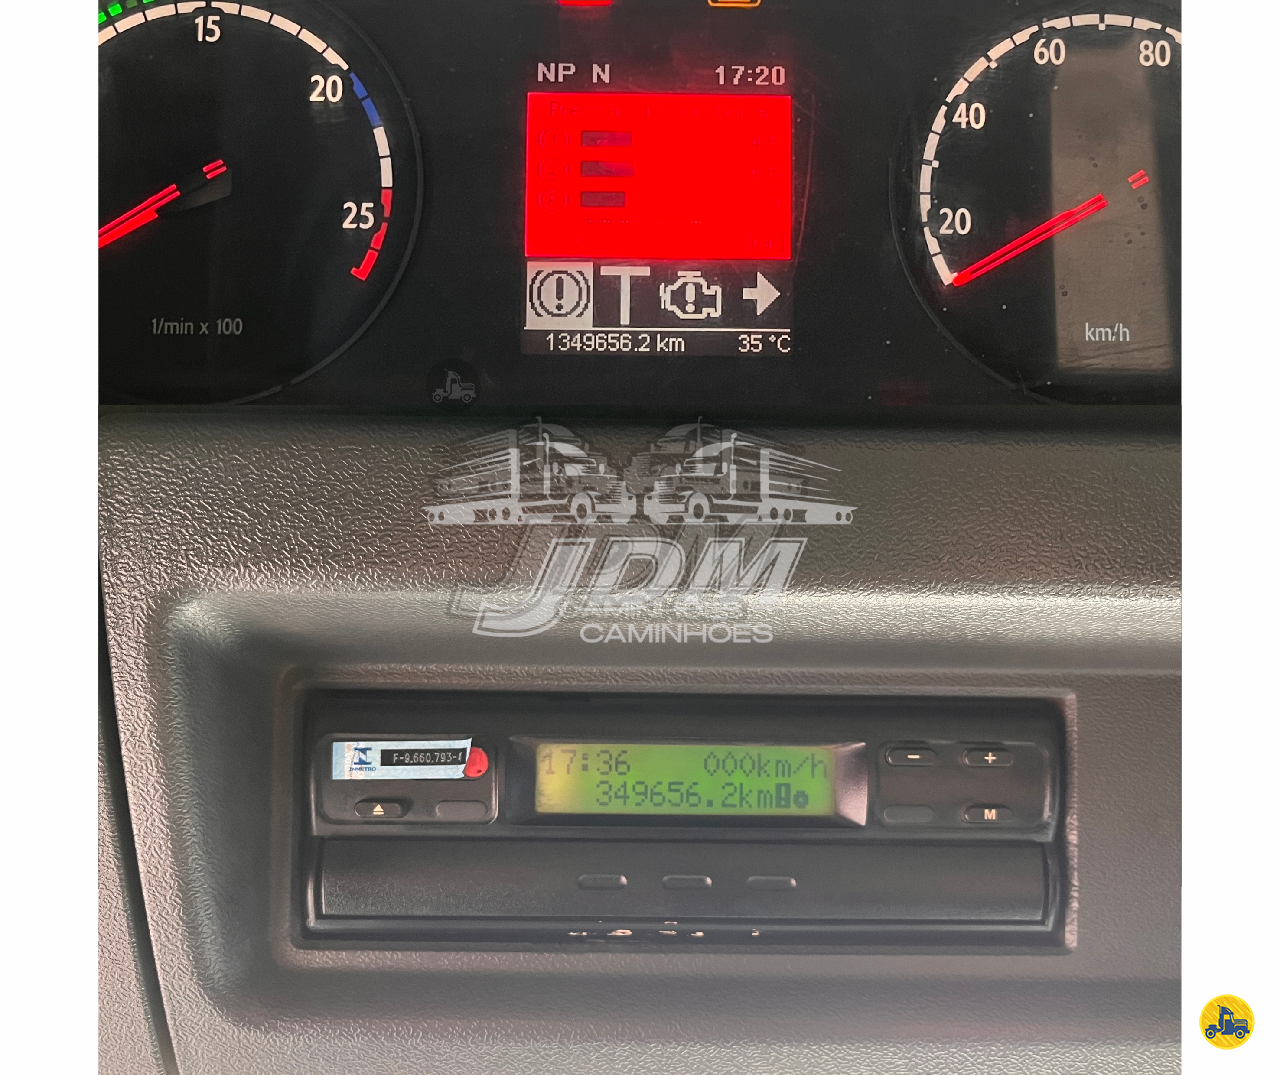 15
20
25
1/min x 100
NP N 17:20
1349656.2 km 35 °C
20
40
60
80
km/h
JDM
CAMINHÕES
INMETRO
F-9.660.793-
17:36 000km/h
349656.2km
- +
M